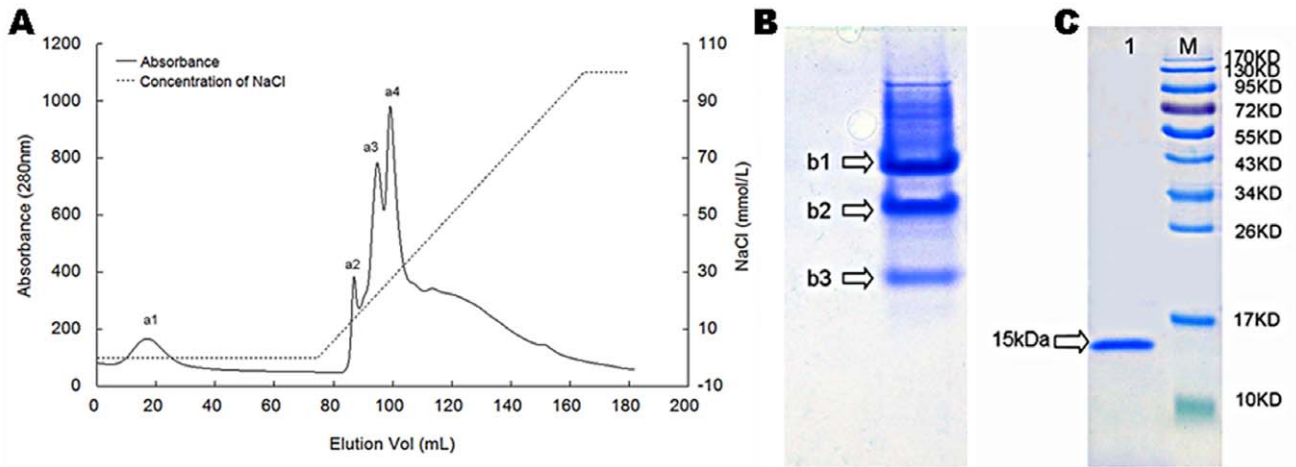 A
B
C
1200
1000
800
600
400
200
0
Absorbance (280nm)
Absorbance
Concentration of NaCl
a1
a2
a3
a4
110
90
70
50
30
10
-10
NaCl (mmol/L)
0 20 40 60 80 100 120 140 160 180 200
Elution Vol (mL)
b1
b2
b3
1 M
170KD
130KD
95KD
72KD
55KD
43KD
34KD
26KD
17KD
15kDa
10KD